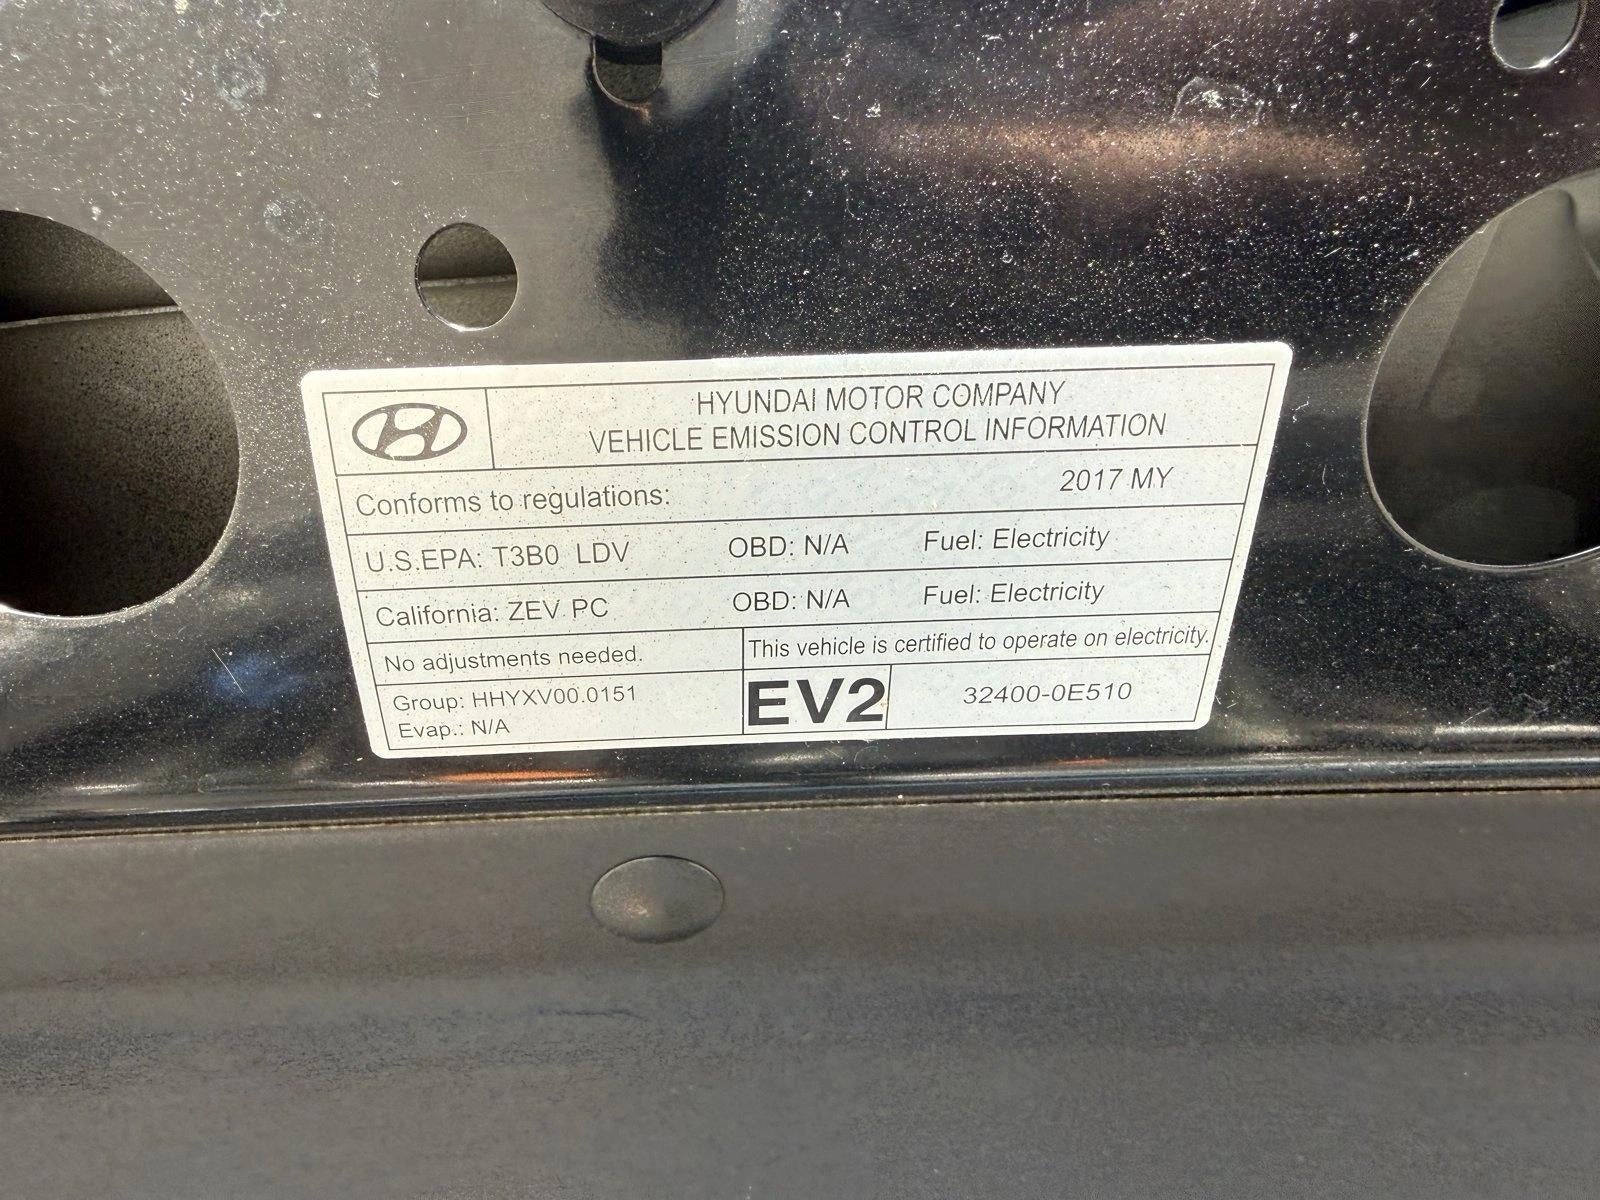 HYUNDAI MOTOR COMPANY
VEHICLE EMISSION CONTROL INFORMATION
Conforms to regulations: 2017 MY
U.S.EPA: T3B0 LDV OBD: N/A Fuel: Electricity
California: ZEV PC OBD: N/A Fuel: Electricity
No adjustments needed. This vehicle is certified to operate on electricity.
Group: HHYXV00.0151
Evap.: N/A
EV2 32400-0E510